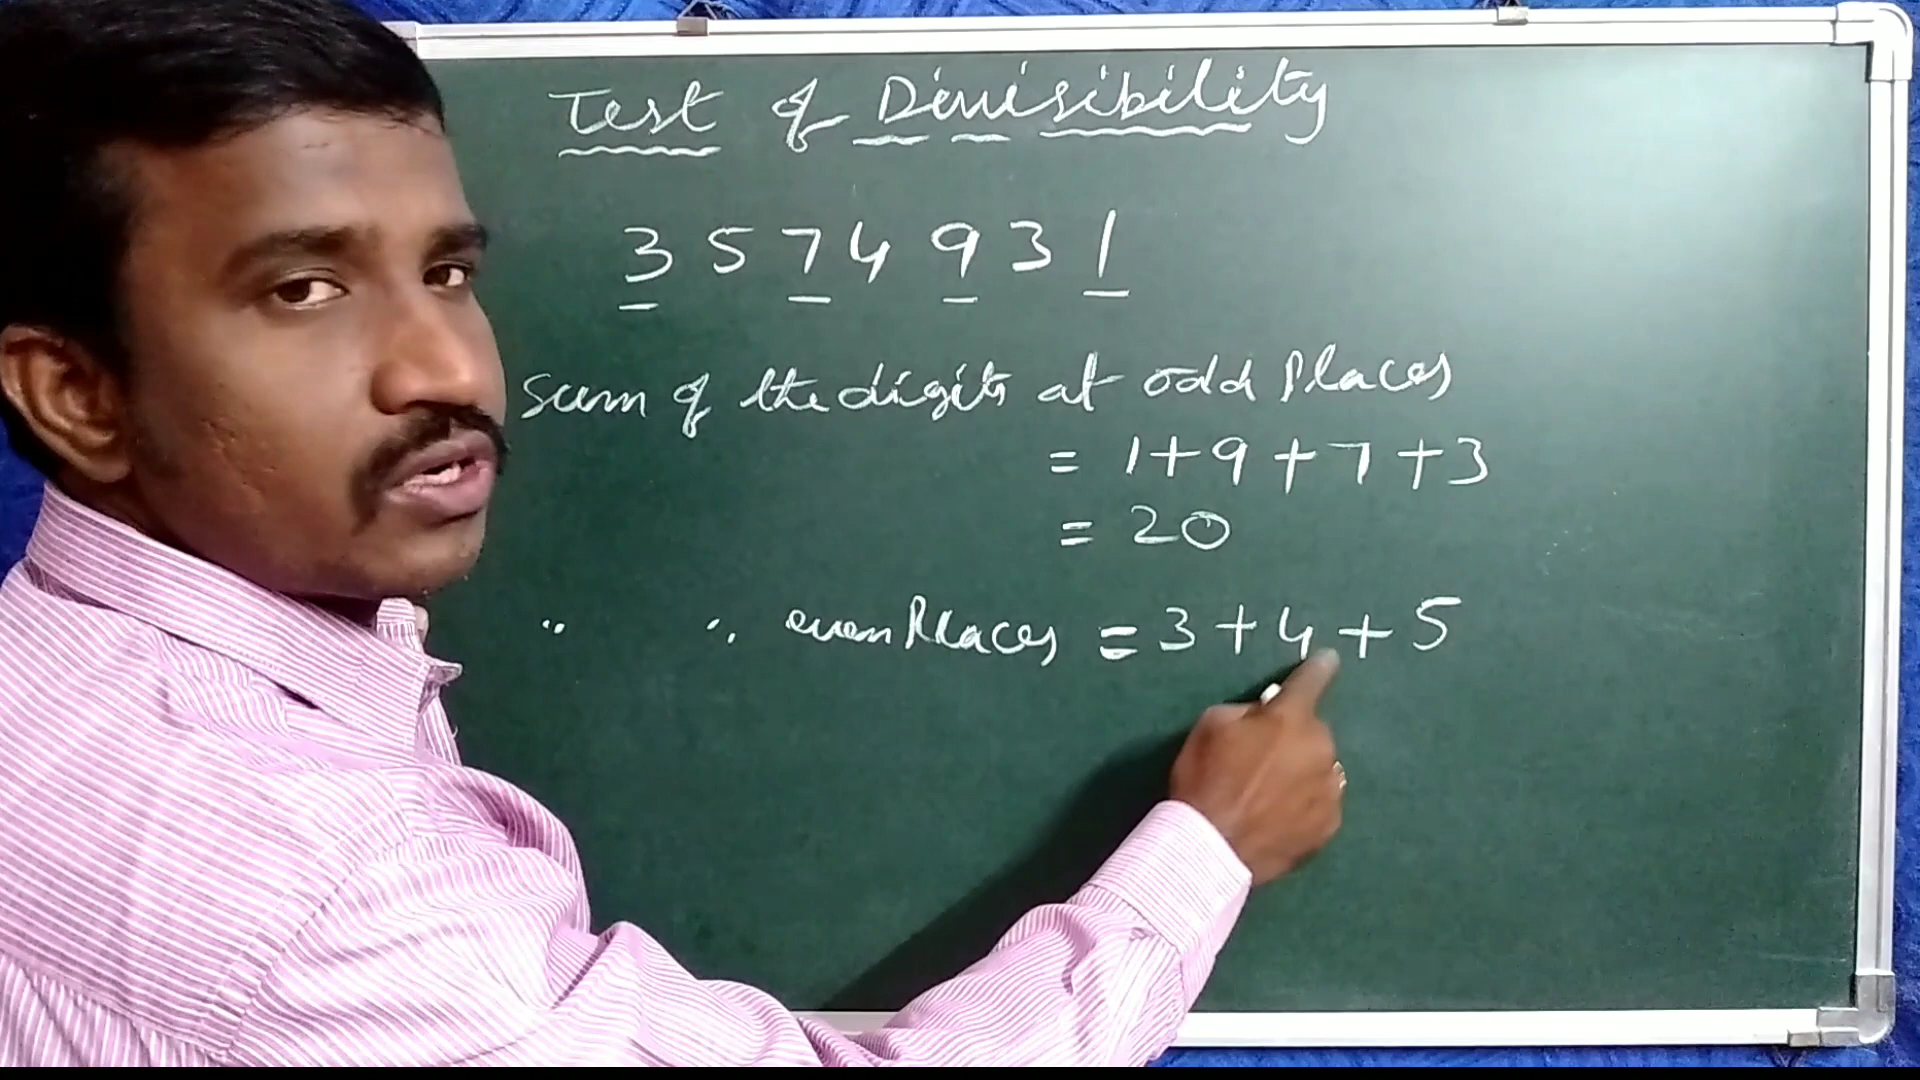 Test of Divisibility
3 5 7 4 9 3 1
Sum of the digits at odd Places
= 1+9+7+3
= 20
" " even Places = 3+4+5